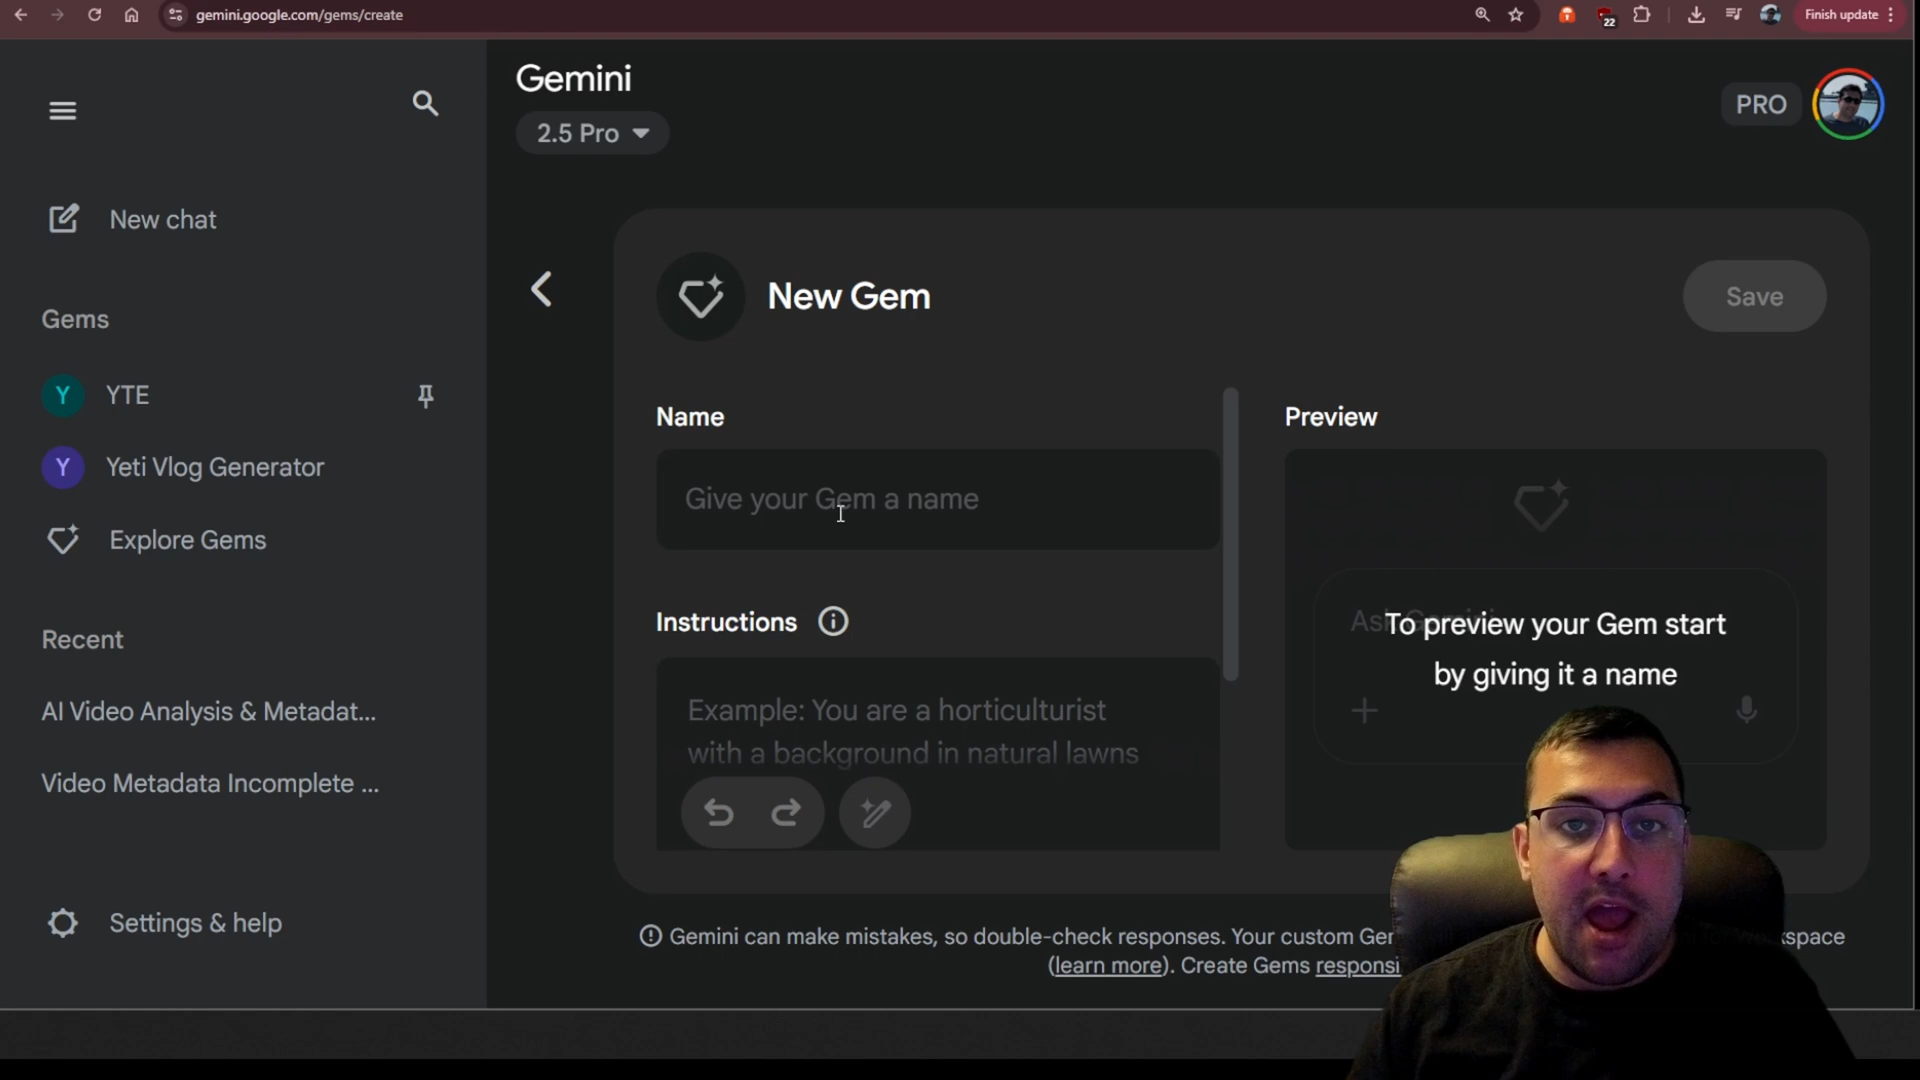 gemini.google.com/gems/create
22
Finish update
Gemini
2.5 Pro
PRO
New chat
Gems
Y YTE
Y Yeti Vlog Generator
Explore Gems
Recent
AI Video Analysis & Metadat...
Video Metadata Incomplete ...
Settings & help
New Gem
Save
Name
Give your Gem a name
Instructions
Example: You are a horticulturist
with a background in natural lawns
Preview
To preview your Gem start
by giving it a name
Gemini can make mistakes, so double-check responses. Your custom
(learn more). Create Gems